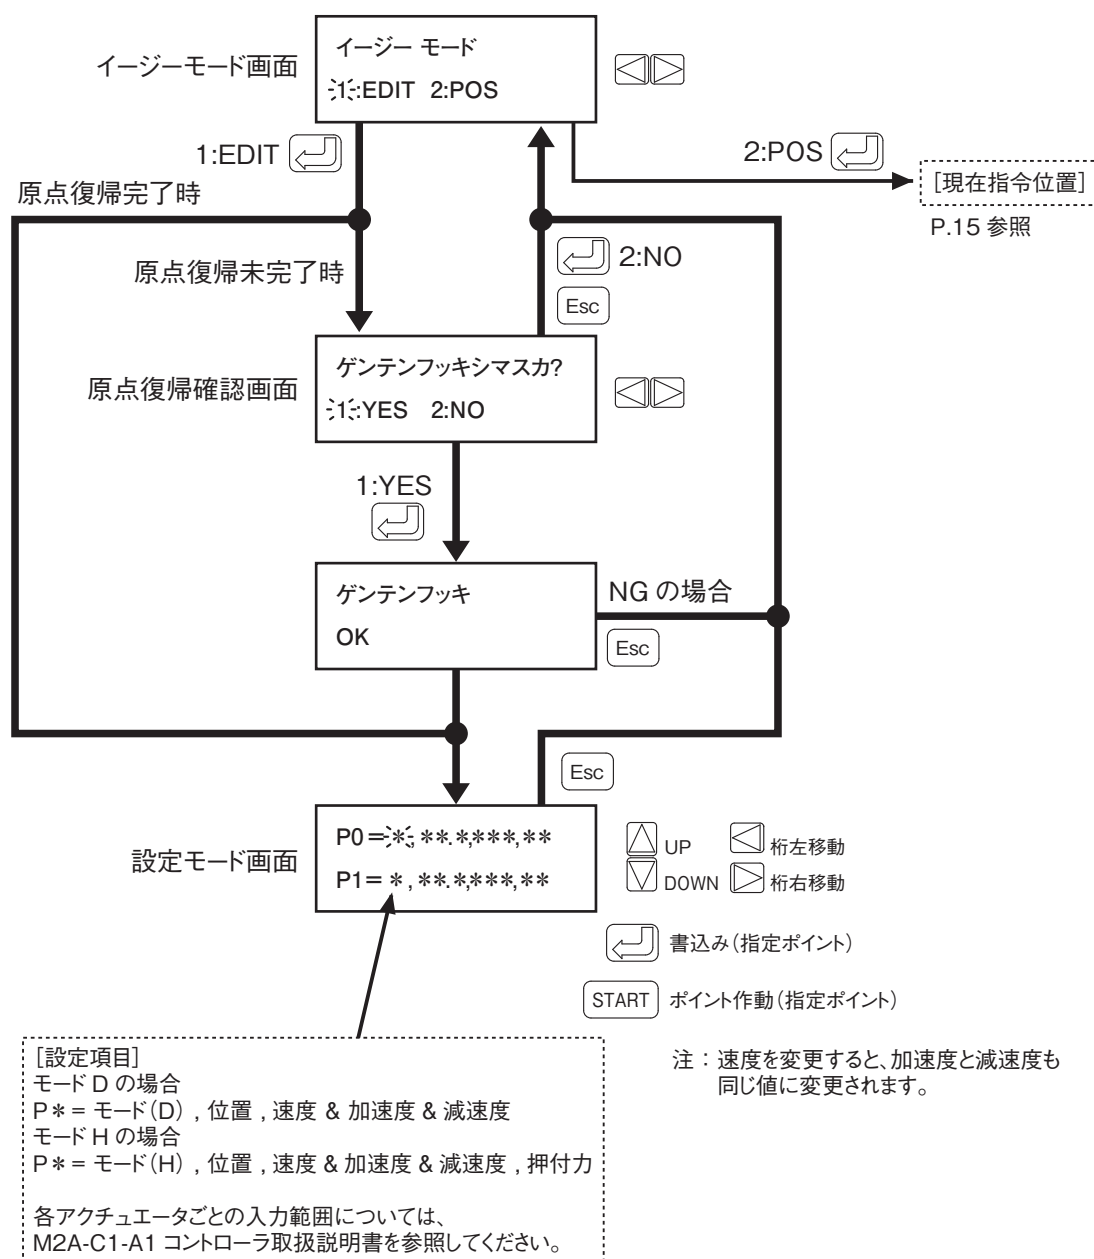 イージーモード画面
イージー モード
1:EDIT 2:POS
1:EDIT
2:POS
原点復帰完了時
[現在指令位置]
P.15 参照
原点復帰未完了時
2:NO
Esc
原点復帰確認画面
ゲンテンフッキシマスカ?
1:YES 2:NO
1:YES
ゲンテンフッキ
OK
NG の場合
Esc
Esc
設定モード画面
P0=*,**.*,***,**
P1=*,**.*,***,**
UP
桁左移動
DOWN
桁右移動
書込み(指定ポイント)
START
ポイント作動(指定ポイント)
[設定項目]
モード D の場合
P*= モード(D) , 位置 , 速度 & 加速度 & 減速度
モード H の場合
P*= モード(H) , 位置 , 速度 & 加速度 & 減速度 , 押付力
各アクチュエータごとの入力範囲については、
M2A-C1-A1 コントローラ取扱説明書を参照してください。
注 : 速度を変更すると、加速度と減速度も
同じ値に変更されます。